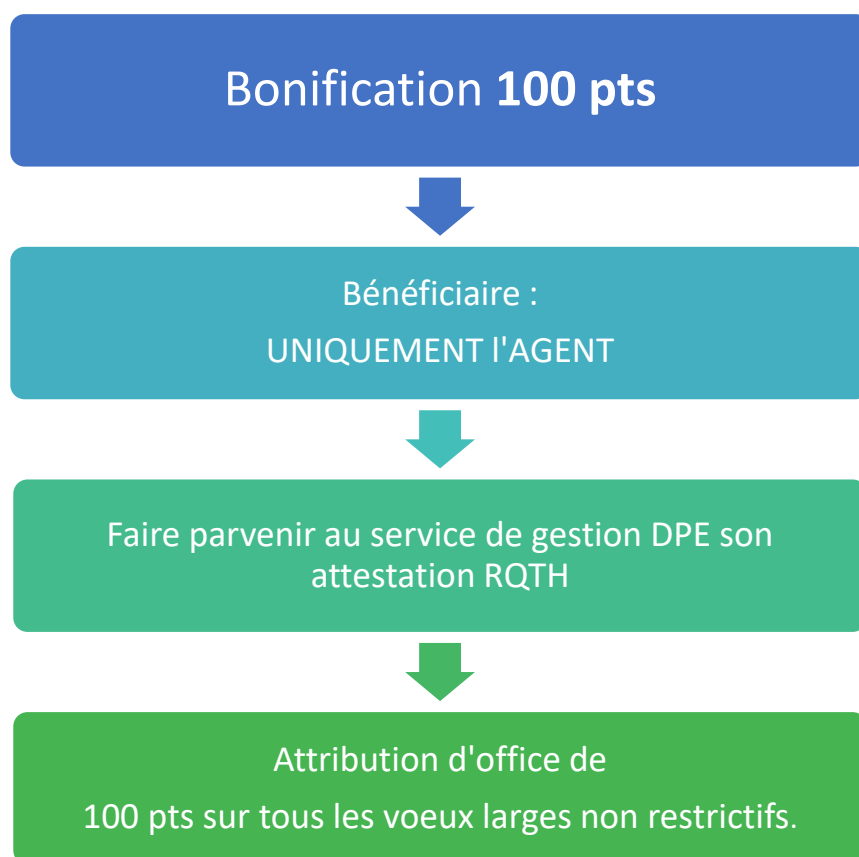 Bonification 100 pts
Bénéficiaire :
UNIQUEMENT l'AGENT
Faire parvenir au service de gestion DPE son
attestation RQTH
Attribution d'office de
100 pts sur tous les voeux larges non restrictifs.